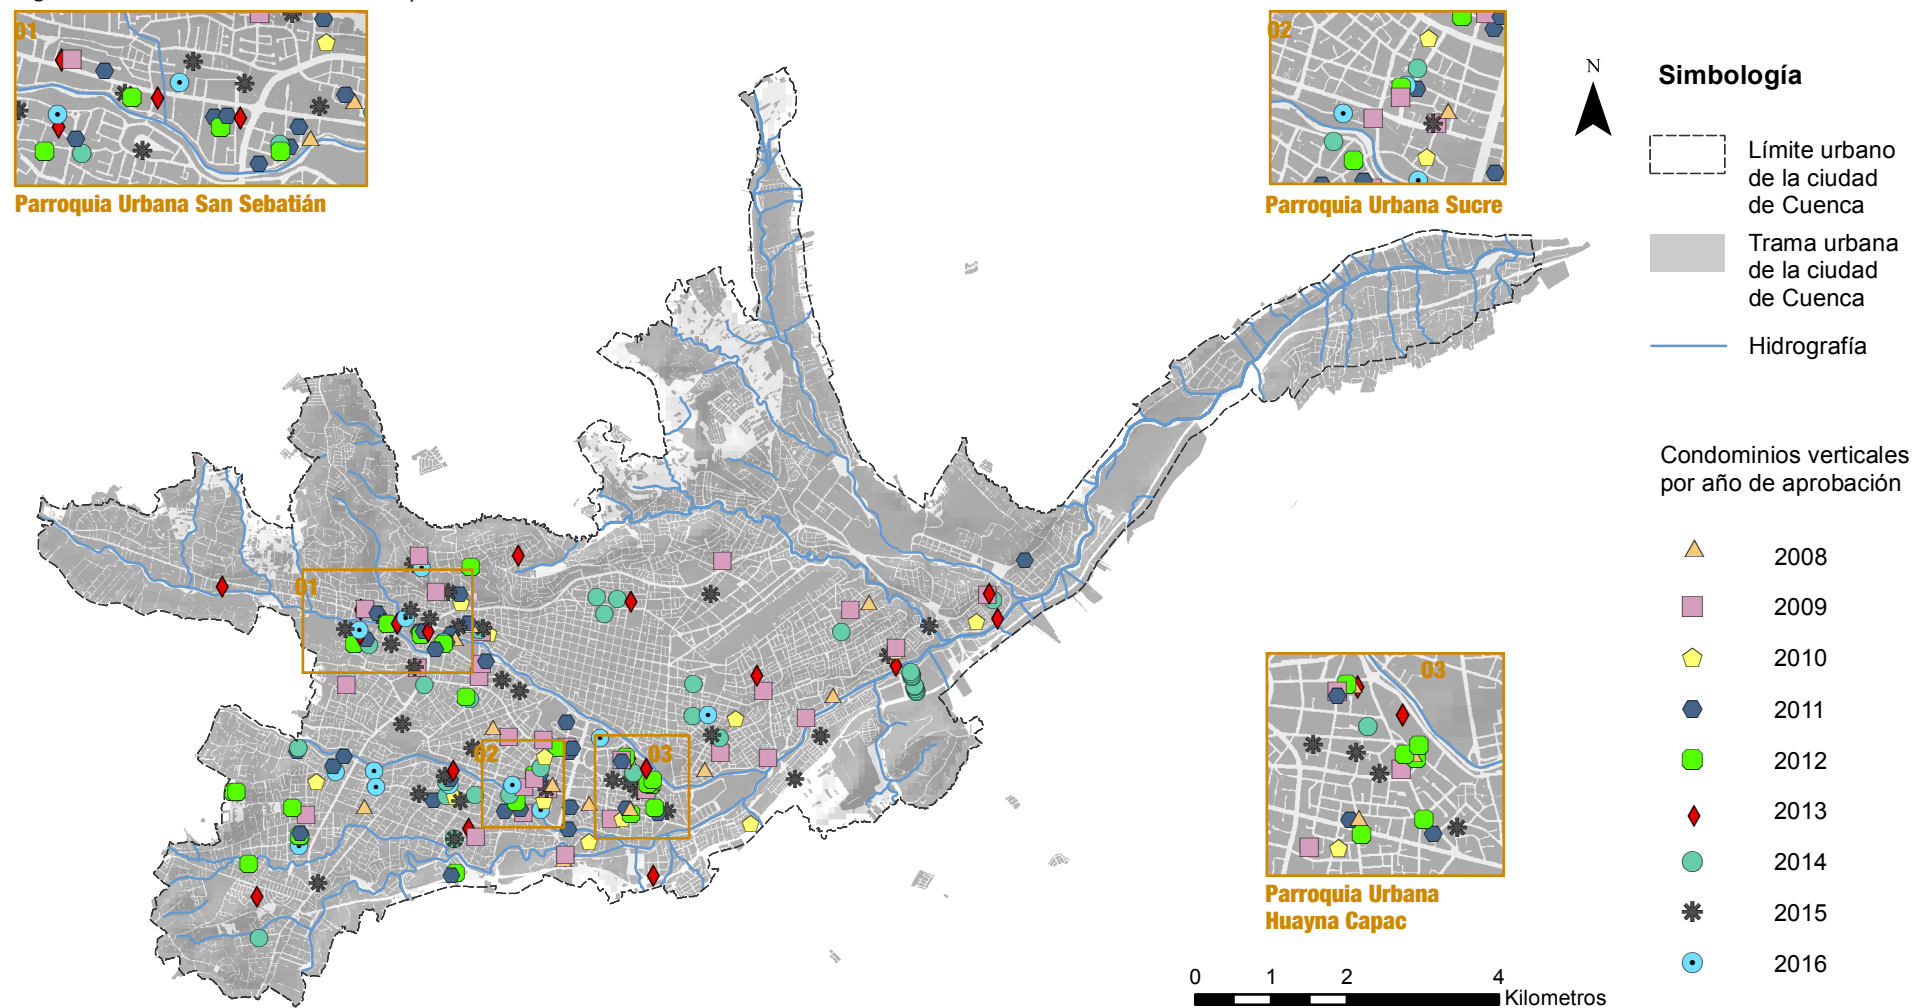 01
Parroquia Urbana San Sebatián
02
Parroquia Urbana Sucre
N
Simbología
Límite urbano
de la ciudad
de Cuenca
Trama urbana
de la ciudad
de Cuenca
Hidrografía
Condominios verticales
por año de aprobación
2008
2009
2010
2011
2012
2013
2014
2015
2016
01
02
03
03
Parroquia Urbana
Huayna Capac
0 1 2 4
Kilometros